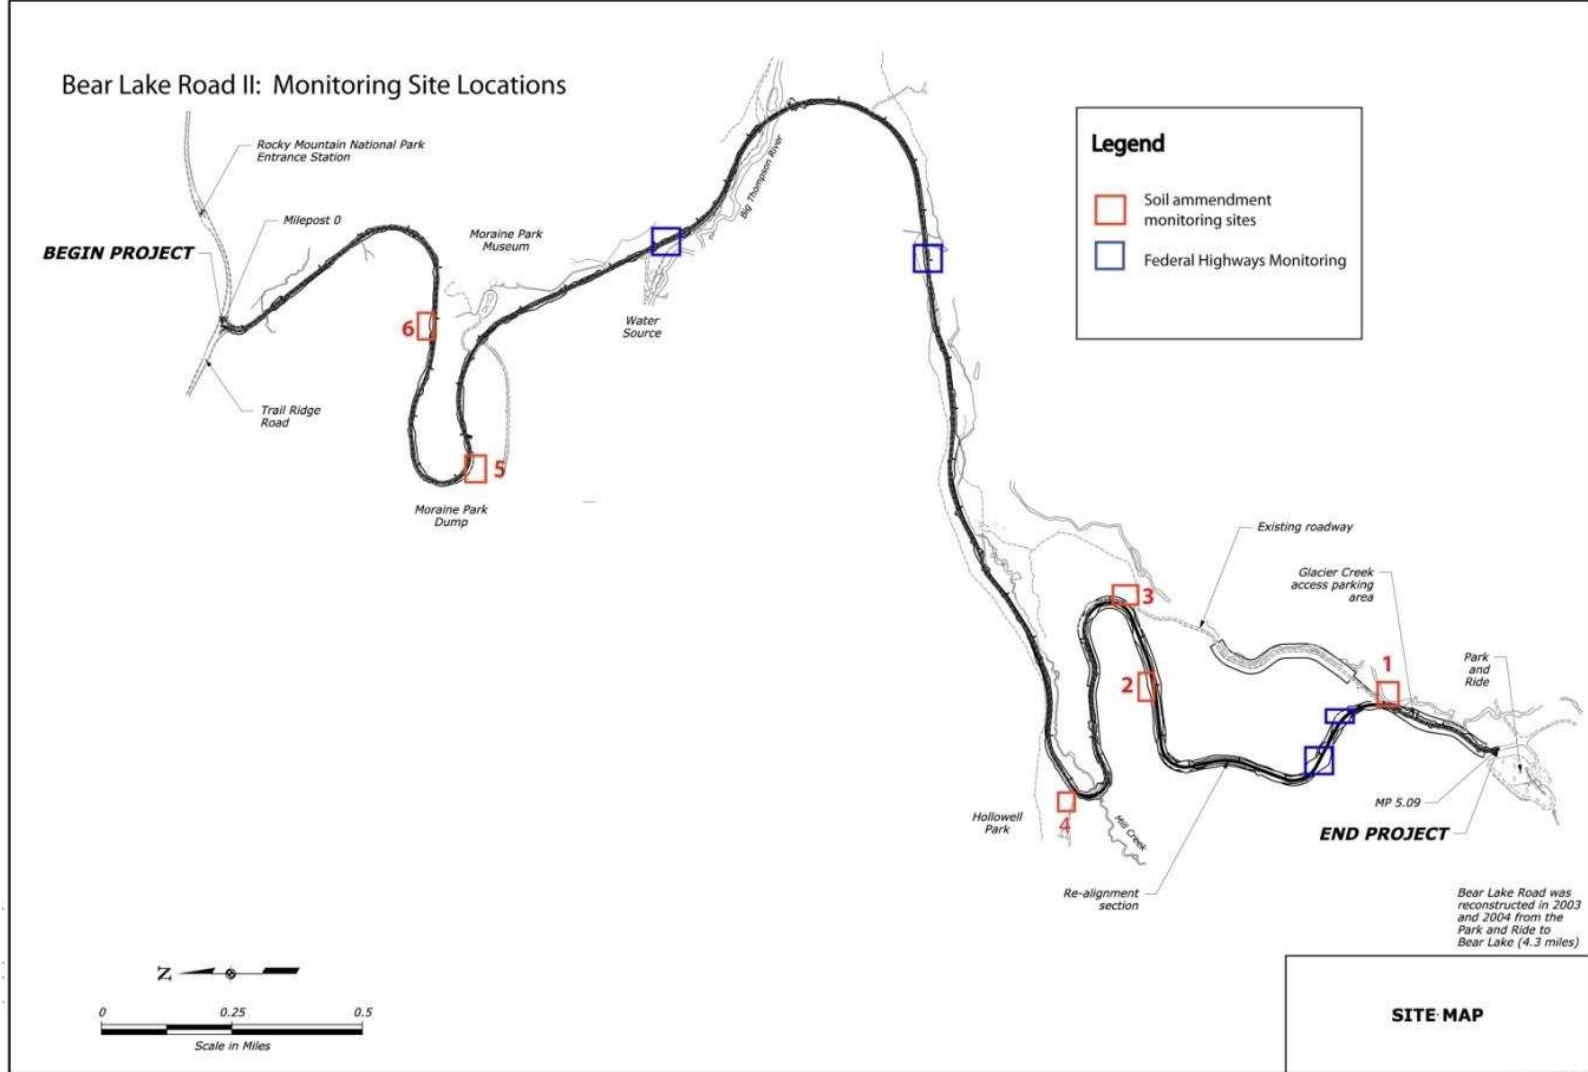 Bear Lake Road II: Monitoring Site Locations
Rocky Mountain National Park
Entrance Station
Milepost 0
BEGIN PROJECT
Trail Ridge
Road
6
5
Moraine Park
Dump
Moraine Park
Museum
Water
Source
Big Thompson River
Legend
Soil ammendment
monitoring sites
Federal Highways Monitoring
Existing roadway
Glacier Creek
access parking
area
3
2
1
Park
and
Ride
4
Hollowell
Park
Mill Creek
MP 5.09
END PROJECT
Re-alignment
section
Bear Lake Road was
reconstructed in 2003
and 2004 from the
Park and Ride to
Bear Lake (4.3 miles)
N
0 0.25 0.5
Scale in Miles
SITE MAP